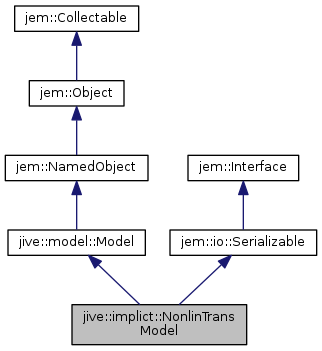 jem::Collectable
jem::Object
jem::NamedObject
jem::Interface
jive::model::Model
jem::io::Serializable
jive::implict::NonlinTrans
Model